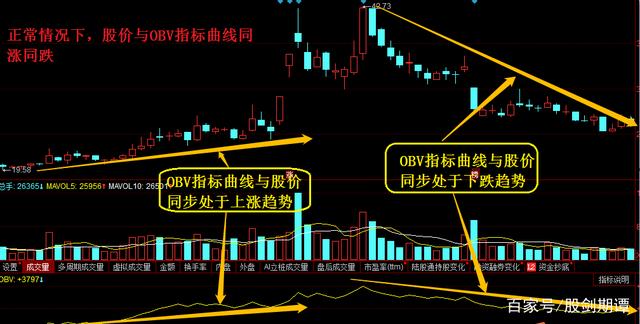 正常情况下，股价与OBV指标曲线同
涨同跌
49.73
19.58
OBV指标曲线与股价
同步处于上涨趋势
OBV指标曲线与股价
同步处于下跌趋势
总手: 26365↓ MAVOL5: 25956↑ MAVOL10: 26501
设置 成交量 多周期成交量 虚拟成交量 金额 换手率 内盘 外盘 AI立桩成交量 盘后成交量 市盈率(ttm) 陆股通持股变化 融资融券变化 资金抄底
OBV: +3797↓ 指标说明
百家号/股剑期谭